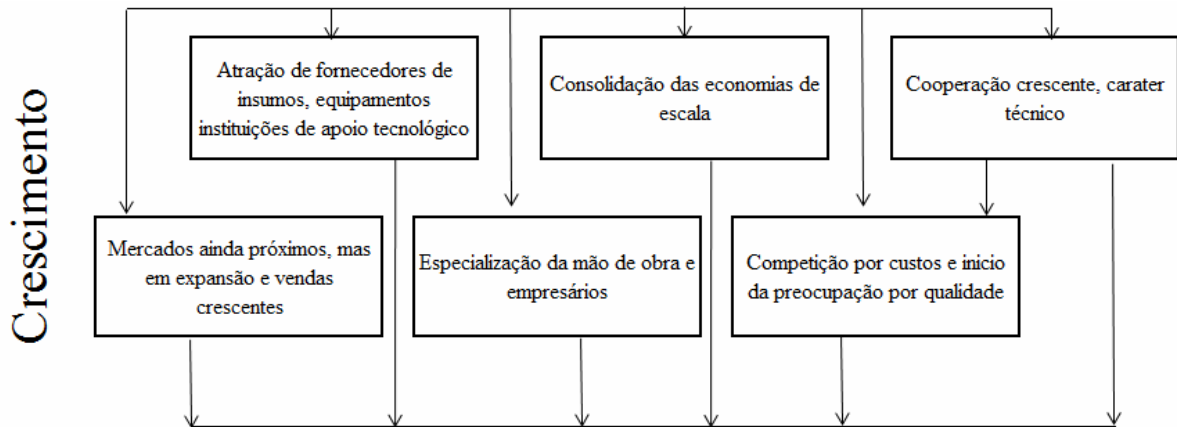 Crescimento
Atração de fornecedores de
insumos, equipamentos
instituições de apoio tecnológico
Consolidação das economias de
escala
Cooperação crescente, carater
técnico
Mercados ainda próximos, mas
em expansão e vendas
crescentes
Especialização da mão de obra e
empresários
Competição por custos e inicio
da preocupação por qualidade